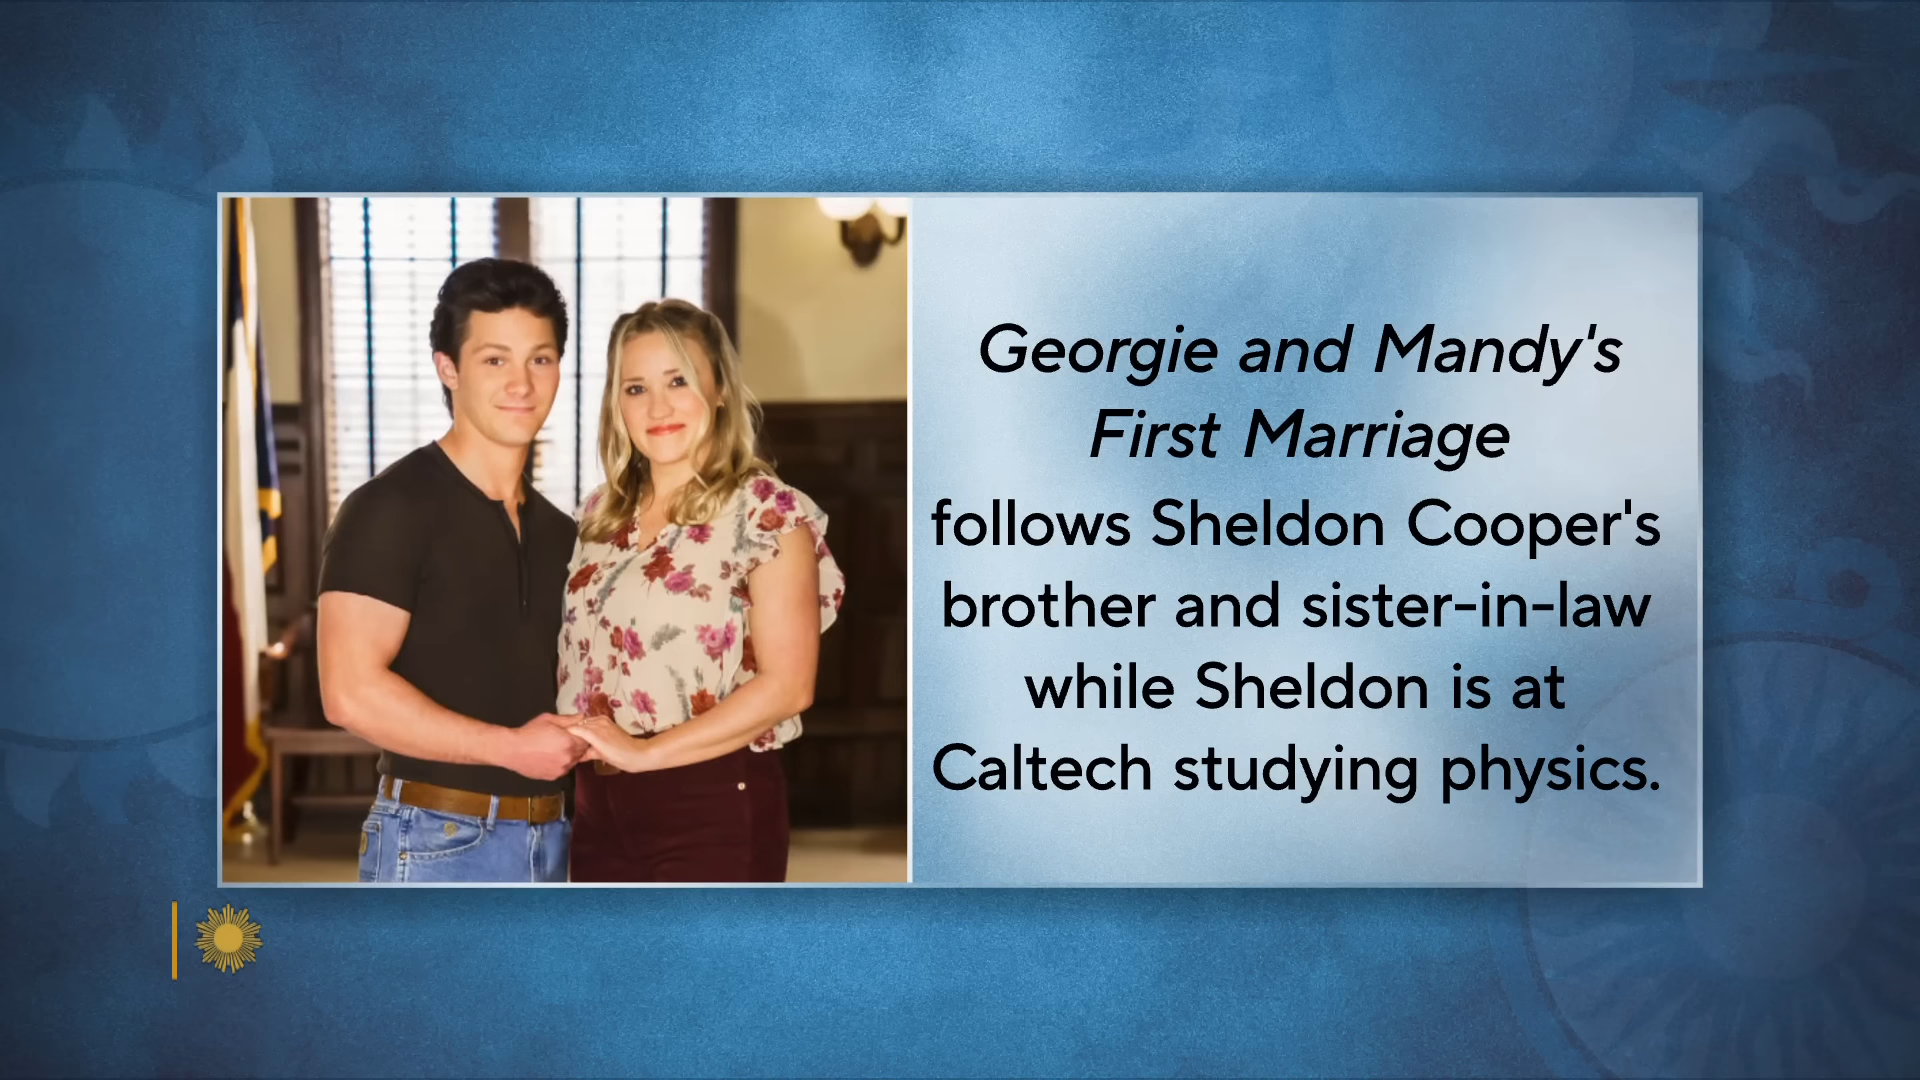 Georgie and Mandy's
First Marriage
follows Sheldon Cooper's
brother and sister-in-law
while Sheldon is at
Caltech studying physics.